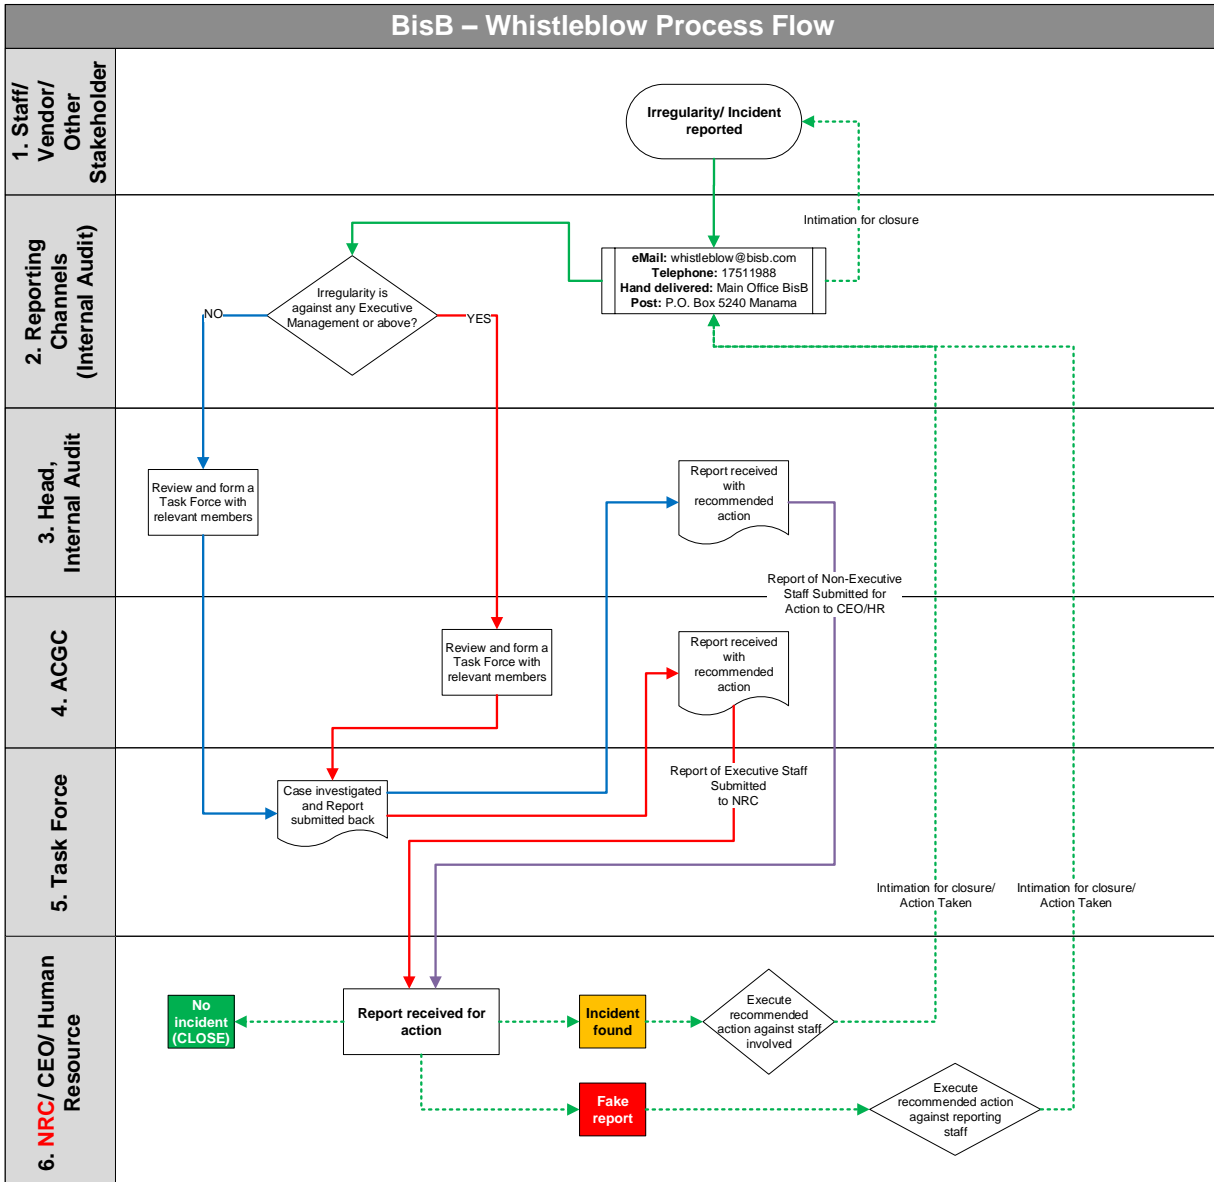 BisB – Whistleblow Process Flow
1. Staff/
Vendor/
Other
Stakeholder
Irregularity/ Incident
reported
Intimation for closure
2. Reporting
Channels
(Internal Audit)
eMail: whistleblow@bisb.com
Telephone: 17511988
Hand delivered: Main Office BisB
Post: P.O. Box 5240 Manama
Irregularity is
against any Executive
Management or above?
NO
YES
3. Head,
Internal Audit
Review and form a
Task Force with
relevant members
Report received
with
recommended
action
Report of Non-Executive
Staff Submitted for
Action to CEO/HR
4. ACGC
Review and form a
Task Force with
relevant members
Report received
with
recommended
action
5. Task Force
Case investigated
and Report
submitted back
Report of Executive Staff
Submitted
to NRC
Intimation for closure/
Action Taken
Intimation for closure/
Action Taken
6. NRC/ CEO/ Human
Resource
No
incident
(CLOSE)
Report received for
action
Incident
found
Execute
recommended
action against staff
involved
Fake
report
Execute
recommended action
against reporting
staff